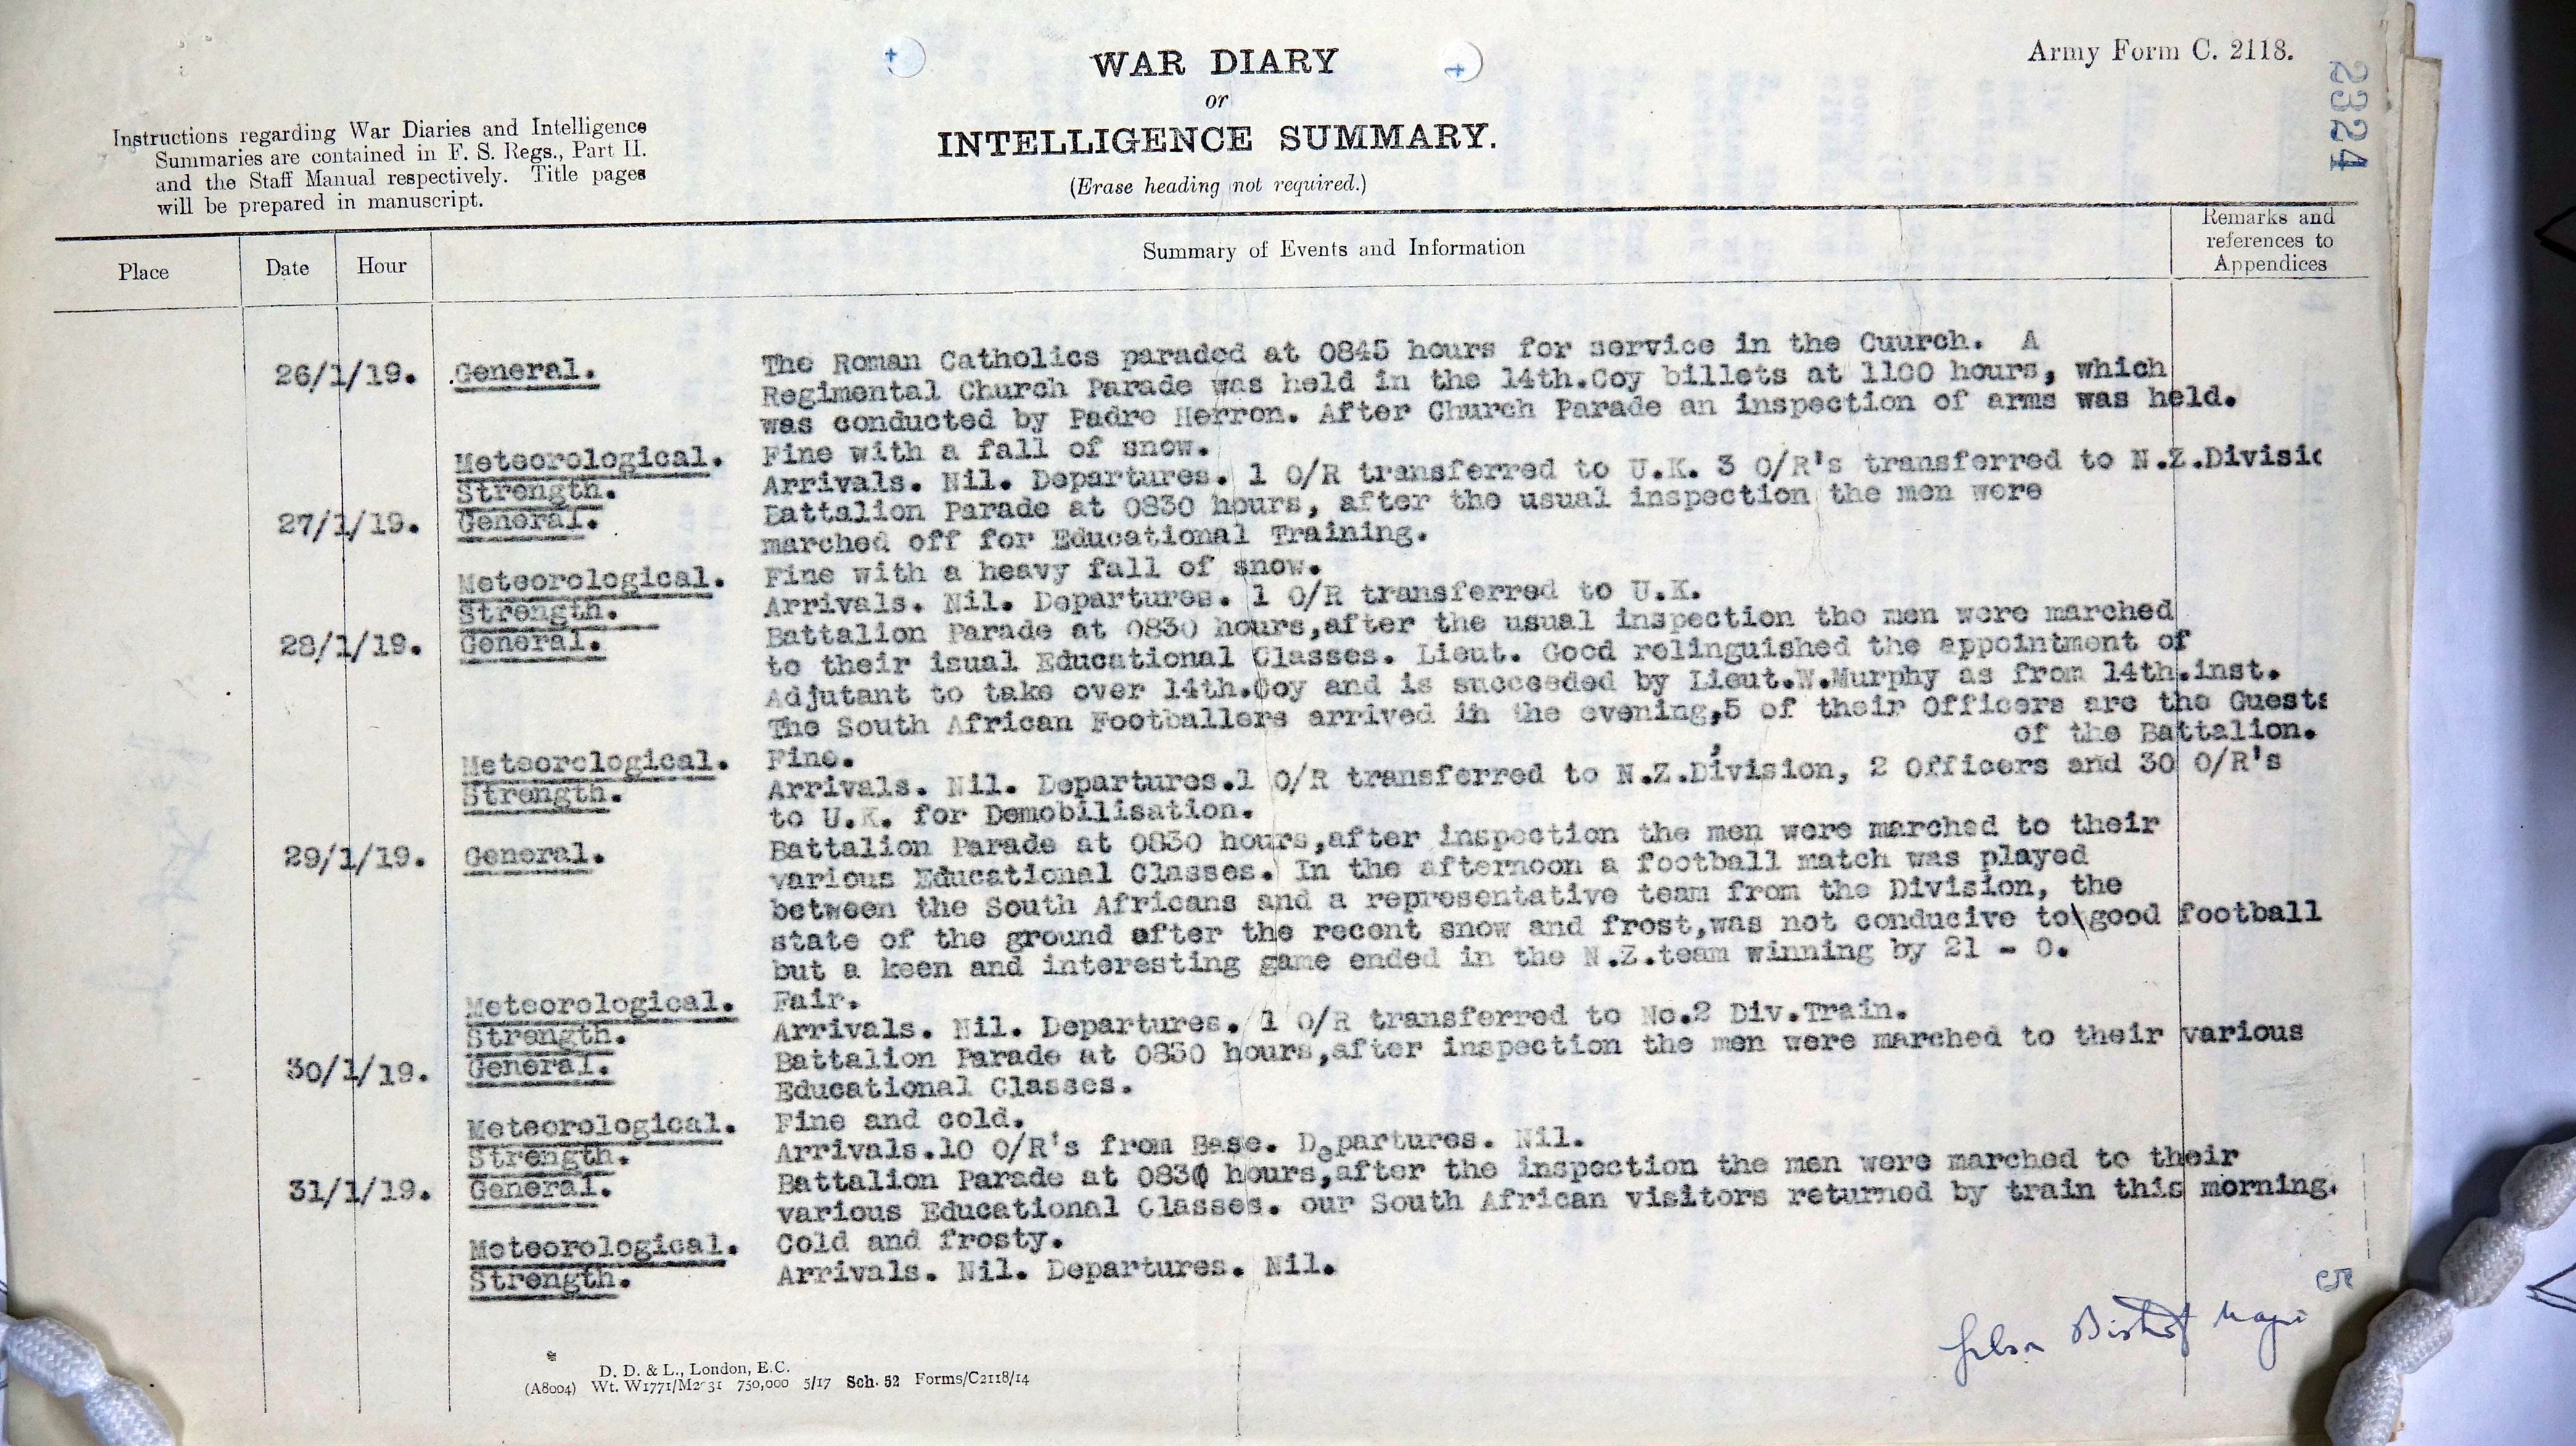 Army Form C. 2118.
2324
WAR DIARY
or
INTELLIGENCE SUMMARY.
(Erase heading not required.)
Instructions regarding War Diaries and Intelligence
Summaries are contained in F. S. Regs., Part II.
and the Staff Manual respectively. Title pages
will be prepared in manuscript.
Place Date Hour Summary of Events and Information Remarks and
references to
Appendices
26/1/19. General. The Roman Catholics paraded at 0845 hours for service in the Cuurch. A
Regimental Church Parade was held in the 14th.Coy billets at 1100 hours, which
was conducted by Padre Herron. After Church Parade an inspection of arms was held.
Meteorological. Fine with a fall of snow.
Strength. Arrivals. Nil. Departures. 1 O/R transferred to U.K. 3 O/R's transferred to N.Z.Divisic
27/1/19. General. Battalion Parade at 0830 hours, after the usual inspection the men were
marched off for Educational Training.
Meteorological. Fine with a heavy fall of snow.
Strength. Arrivals. Nil. Departures. 1 O/R transferred to U.K.
28/1/19. General. Battalion Parade at 0830 hours,after the usual inspection the men were marched
to their isual Educational Classes. Lieut. Good rolinguished the appointment of
Adjutant to take over 14th.Coy and is succeeded by Lieut.N.Murphy as from 14th.inst.
The South African Footballers arrived in the evening,5 of their Officers are the Guests
of the Battalion.
Meteorological. Fine.
Strength. Arrivals. Nil. Departures.1 O/R transferred to N.Z.Division, 2 Officers and 30 O/R's
to U.K. for Demobilisation.
29/1/19. General. Battalion Parade at 0830 hours,after inspection the men were marched to their
various Educational Classes. In the afternoon a football match was played
between the South Africans and a representative team from the Division, the
state of the ground after the recent snow and frost,was not conducive to\good football
but a keen and interesting game ended in the N.Z.team winning by 21 - 0.
Meteorological. Fair.
Strength. Arrivals. Nil. Departures. 1 O/R transferred to No.2 Div.Train.
30/1/19. General. Battalion Parade at 0830 hours,after inspection the men were marched to their various
Educational Classes.
Meteorological. Fine and cold.
Strength. Arrivals.10 O/R's from Base. Departures. Nil.
31/1/19. General. Battalion Parade at 0830 hours,after the inspection the men were marched to their
various Educational Classes. our South African visitors returned by train this morning.
Meteorological. Cold and frosty.
Strength. Arrivals. Nil. Departures. Nil.
D. D. & L., London, E.C.
(A8004) Wt. W1771/M2 31 750,000 5/17 Sch. 52 Forms/C2118/14